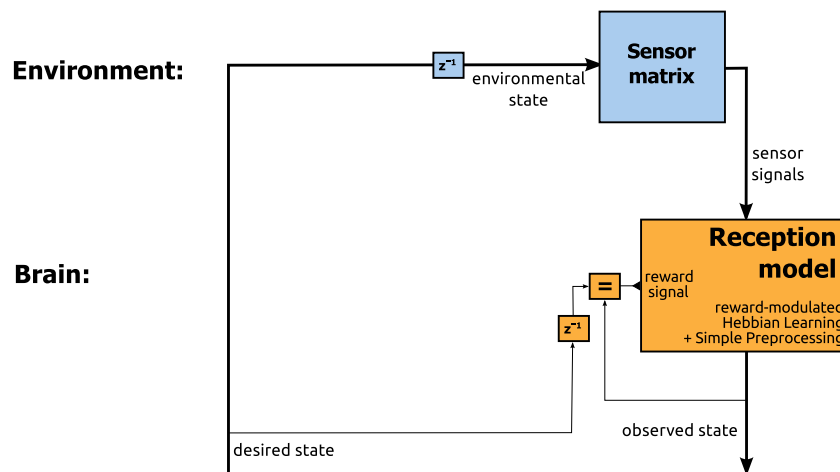 Environment:
z⁻¹
environmental
state
Sensor
matrix
sensor
signals
Brain:
Reception
model
=
reward
signal
reward-modulated
Hebbian Learning
+ Simple Preprocessing
z⁻¹
observed state
desired state